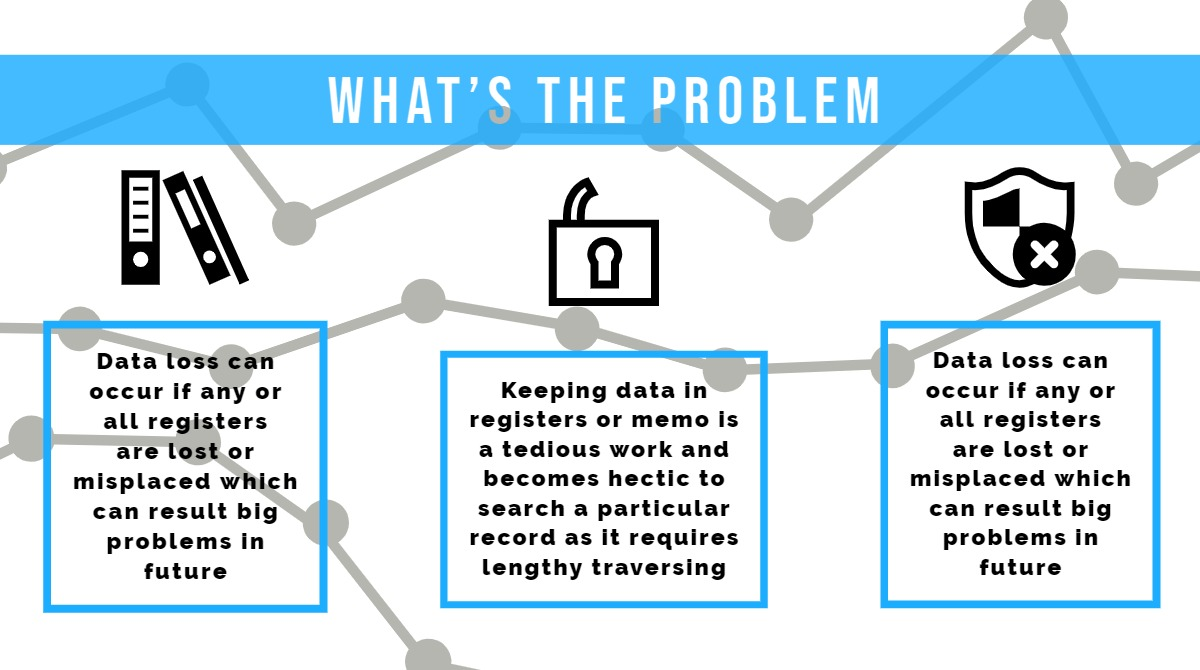 WHAT'S THE PROBLEM
Data loss can
occur if any or
all registers
are lost or
misplaced which
can result big
problems in
future
Keeping data in
registers or memo is
a tedious work and
becomes hectic to
search a particular
record as it requires
lengthy traversing
Data loss can
occur if any or
all registers
are lost or
misplaced which
can result big
problems in
future